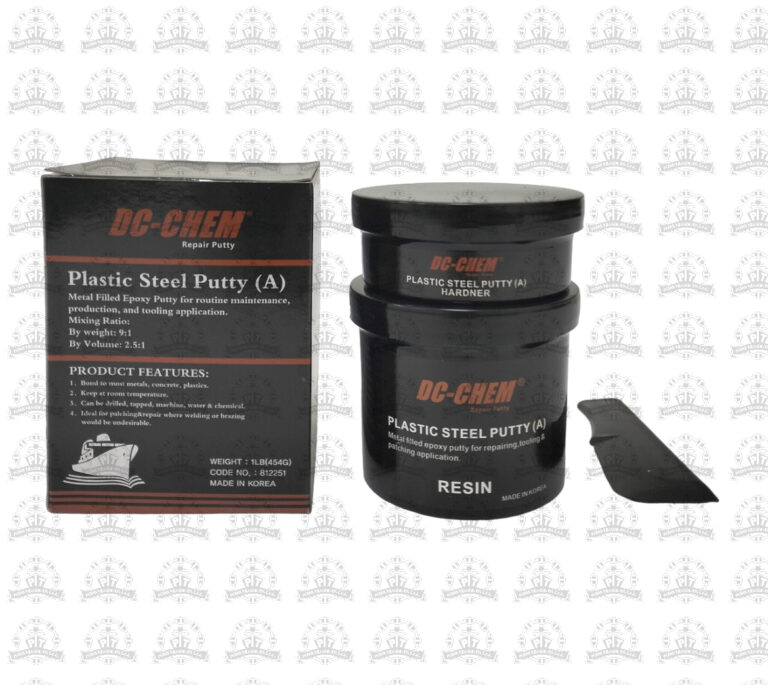 DC-CHEM®
Repair Putty
Plastic Steel Putty (A)
Metal Filled Epoxy Putty for routine maintenance,
production, and tooling application.
Mixing Ratio:
By weight: 9:1
By Volume: 2.5:1
PRODUCT FEATURES:
1. Bond to most metals, concrete, plastics.
2. Keep at room temperature.
3. Can be drilled, tapped, machine, water & chemical.
4. Ideal for patching&repair where welding or brazing
would be undesirable.
WEIGHT : 1LB(454G)
CODE NO, : 812251
MADE IN KOREA
DC-CHEM®
PLASTIC STEEL PUTTY (A)
HARDNER
DC-CHEM®
Repair Putty
PLASTIC STEEL PUTTY (A)
Metal filled epoxy putty for repairing,tooling &
patching application.
RESIN
MADE IN KOREA